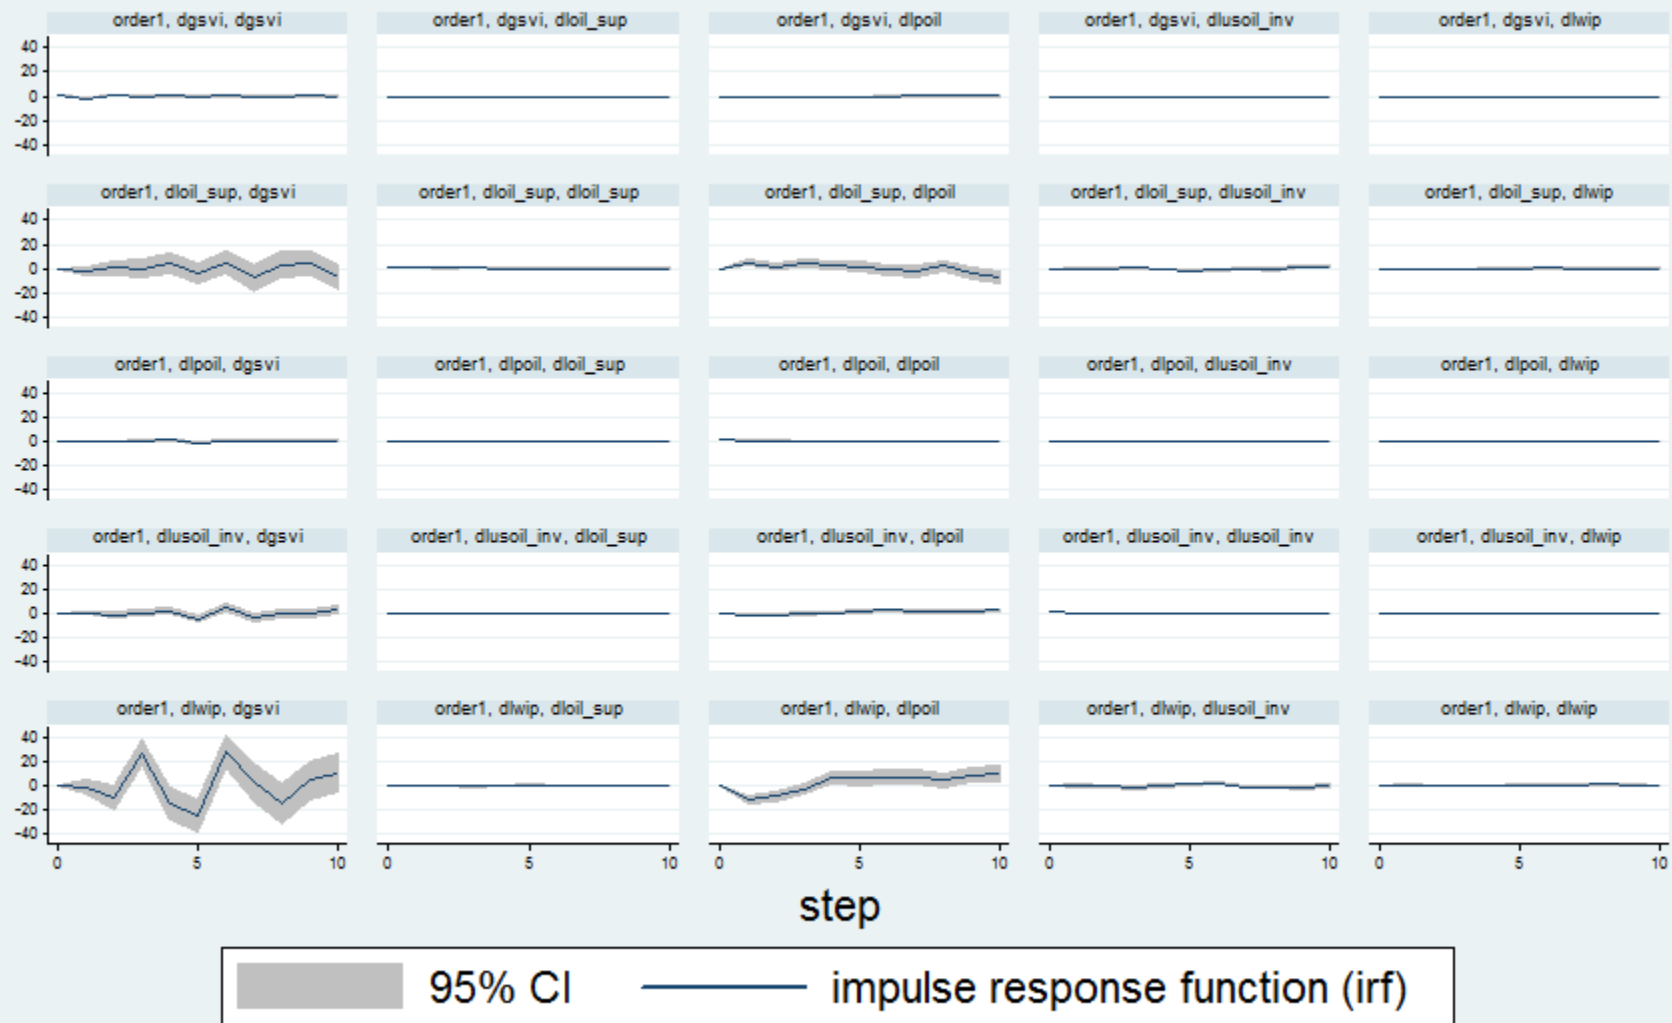 order1, dgsvi, dgsvi
order1, dgsvi, dloil_sup
order1, dgsvi, dlpoil
order1, dgsvi, dlusoil_inv
order1, dgsvi, dlwip
40
20
0
-20
-40
order1, dloil_sup, dgsvi
order1, dloil_sup, dloil_sup
order1, dloil_sup, dlpoil
order1, dloil_sup, dlusoil_inv
order1, dloil_sup, dlwip
40
20
0
-20
-40
order1, dlpoil, dgsvi
order1, dlpoil, dloil_sup
order1, dlpoil, dlpoil
order1, dlpoil, dlusoil_inv
order1, dlpoil, dlwip
40
20
0
-20
-40
order1, dlusoil_inv, dgsvi
order1, dlusoil_inv, dloil_sup
order1, dlusoil_inv, dlpoil
order1, dlusoil_inv, dlusoil_inv
order1, dlusoil_inv, dlwip
40
20
0
-20
-40
order1, dlwip, dgsvi
order1, dlwip, dloil_sup
order1, dlwip, dlpoil
order1, dlwip, dlusoil_inv
order1, dlwip, dlwip
40
20
0
-20
-40
0 5 10
0 5 10
0 5 10
0 5 10
0 5 10
step
95% CI
impulse response function (irf)